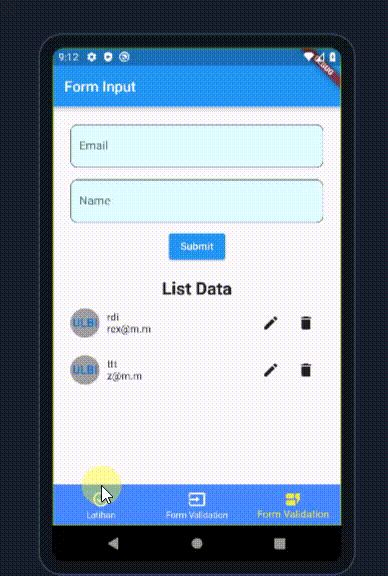 9:12
DEBUG
Form Input
Email
Name
Submit
List Data
ULBI
rdi
rex@m.m
ULBI
ttt
z@m.m
Latihan
Form Validation
Form Validation